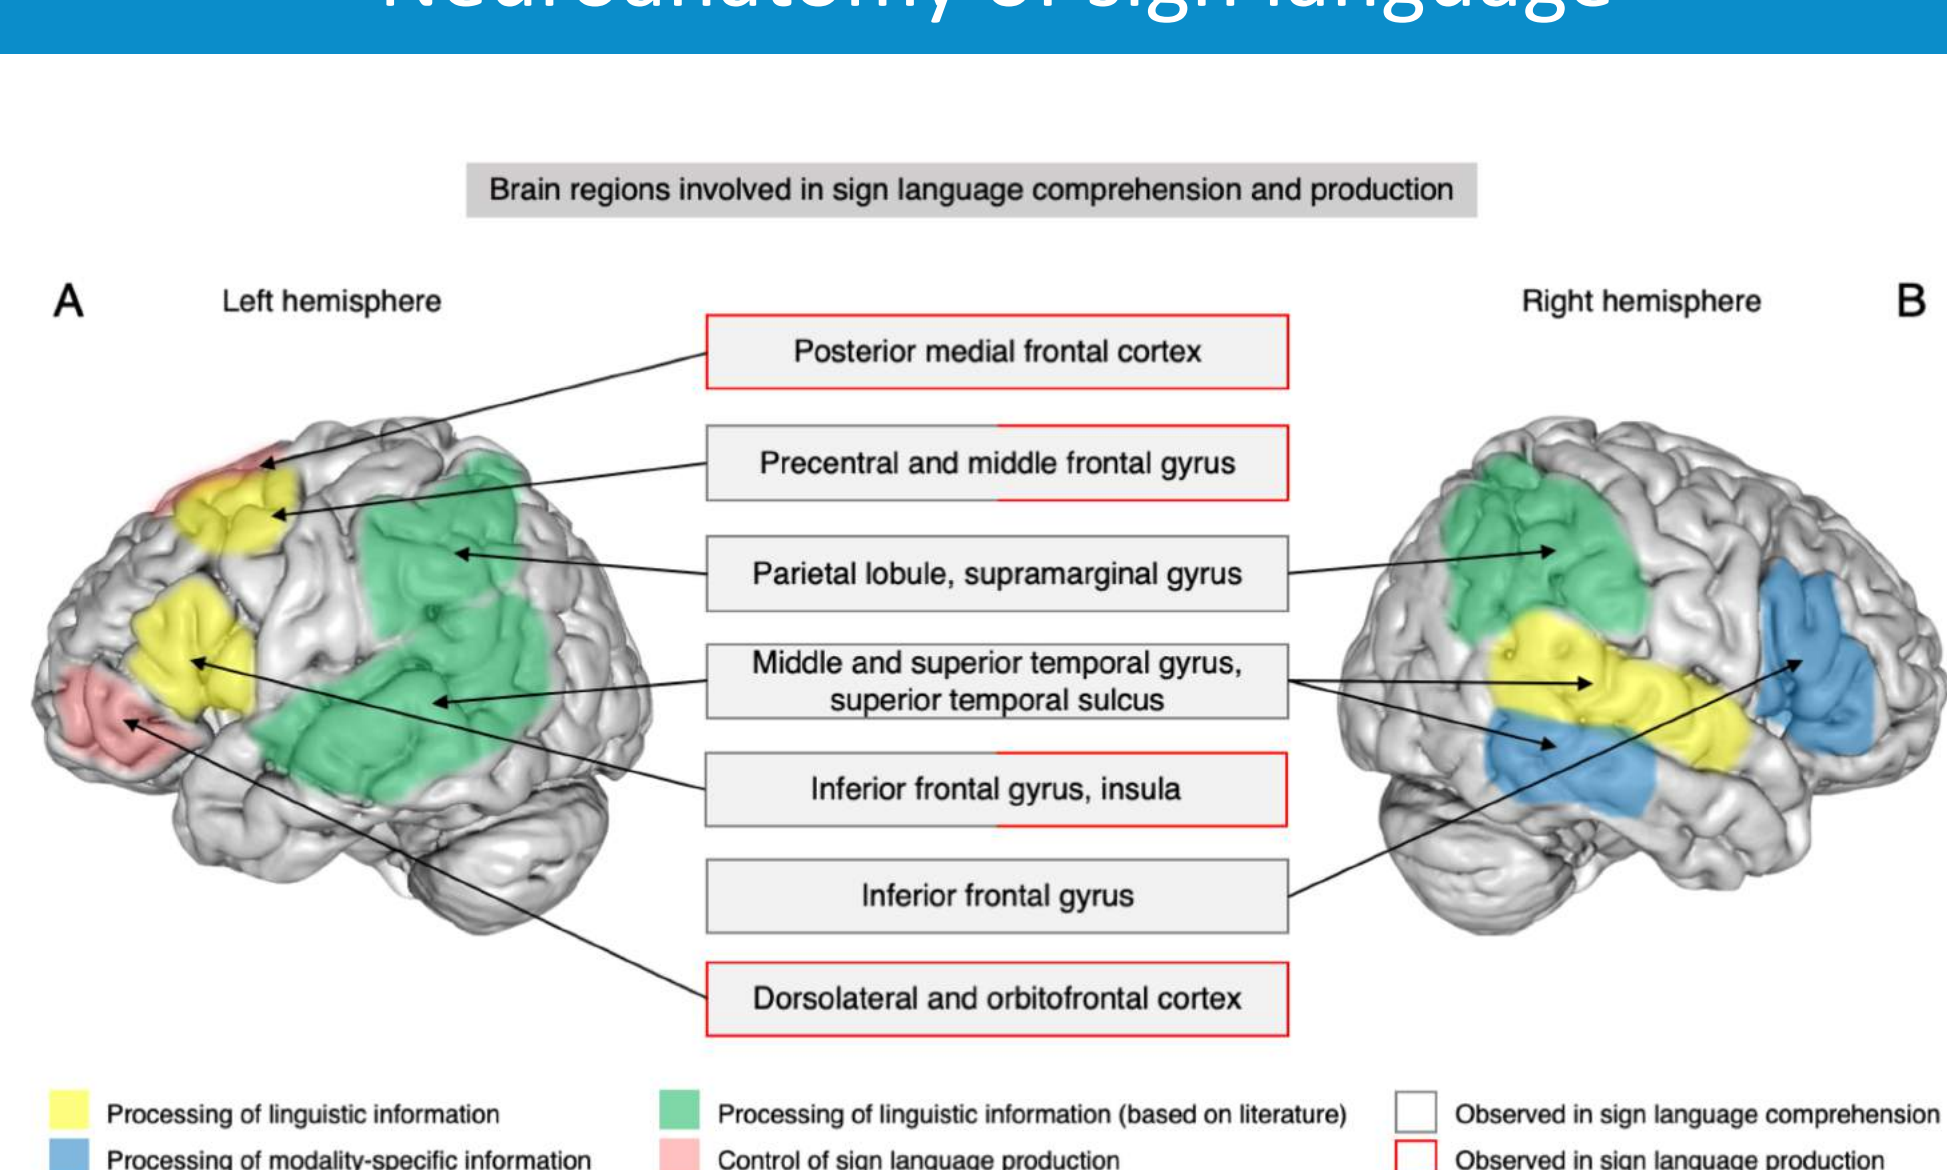 Neuroanatomy of sign language
Brain regions involved in sign language comprehension and production
A
Left hemisphere
Right hemisphere
B
Posterior medial frontal cortex
Precentral and middle frontal gyrus
Parietal lobule, supramarginal gyrus
Middle and superior temporal gyrus,
superior temporal sulcus
Inferior frontal gyrus, insula
Inferior frontal gyrus
Dorsolateral and orbitofrontal cortex
Processing of linguistic information
Processing of linguistic information (based on literature)
Observed in sign language comprehension
Processing of modality-specific information
Control of sign language production
Observed in sign language production